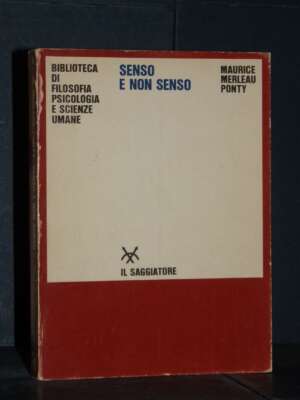 BIBLIOTECA
DI
FILOSOFIA
PSICOLOGIA
E SCIENZE
UMANE
SENSO
E NON SENSO
MAURICE
MERLEAU
PONTY
IL SAGGIATORE